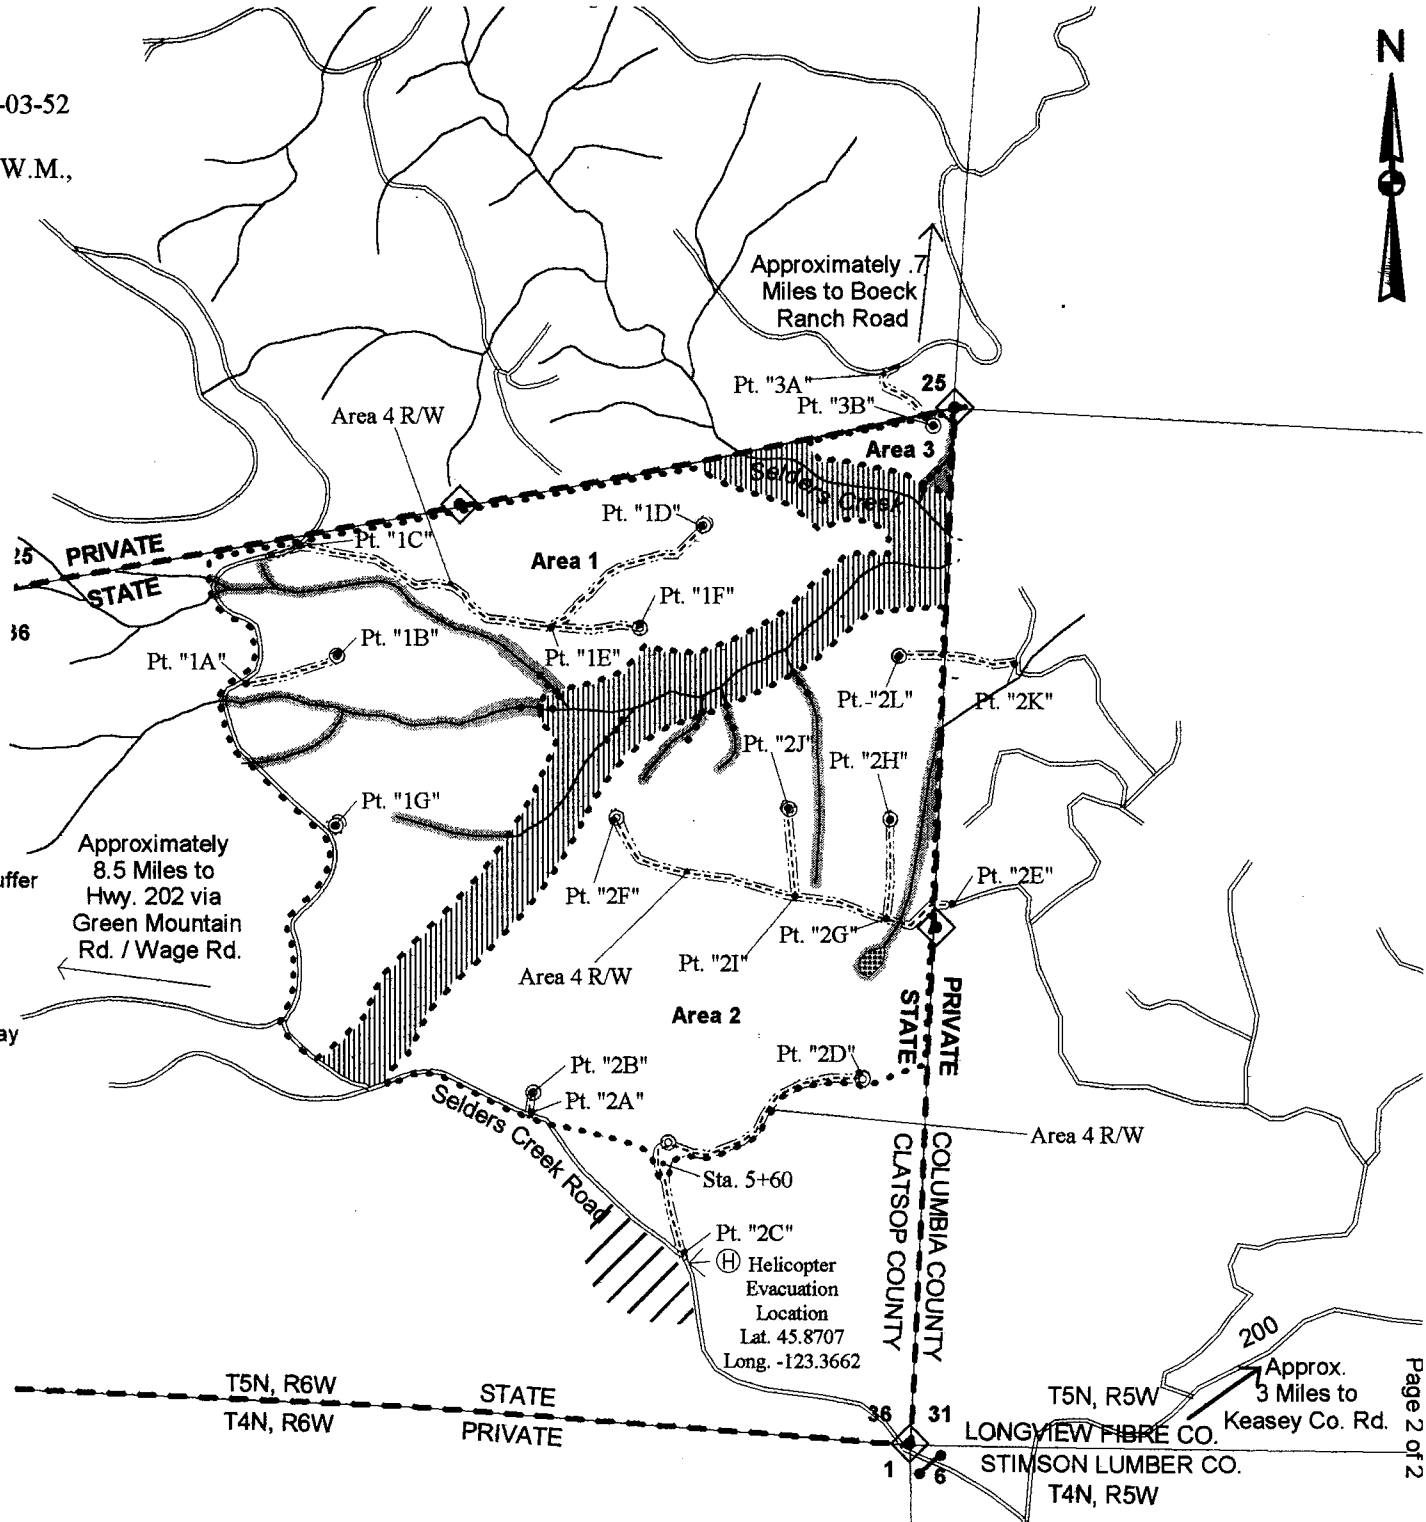 N
-03-52
W.M.,
Approximately .7
Miles to Boeck
Ranch Road
Pt. "3A"
25
Pt. "3B"
Area 4 R/W
Area 3
Selders Creek
Pt. "1D"
Pt. "1C"
Area 1
25
PRIVATE
STATE
36
Pt. "1F"
Pt. "1B"
Pt. "1A"
Pt. "1E"
Pt. "2L"
Pt. "2K"
Pt. "2J"
Pt. "2H"
Pt. "1G"
Approximately
8.5 Miles to
Hwy. 202 via
Green Mountain
Rd. / Wage Rd.
uffer
Pt. "2E"
Pt. "2F"
Pt. "2G"
Pt. "2I"
Area 4 R/W
PRIVATE
STATE
Area 2
ay
Pt. "2D"
Pt. "2B"
Pt. "2A"
Selders Creek Road
Area 4 R/W
Sta. 5+60
COLUMBIA COUNTY
CLATSOP COUNTY
Pt. "2C"
H Helicopter
Evacuation
Location
Lat. 45.8707
Long. -123.3662
200
Approx.
3 Miles to
Keasey Co. Rd.
T5N, R6W
STATE
T4N, R6W
PRIVATE
T5N, R5W
36 31
LONGVIEW FIBRE CO.
STIMSON LUMBER CO.
1 6
T4N, R5W
Page 2 of 2